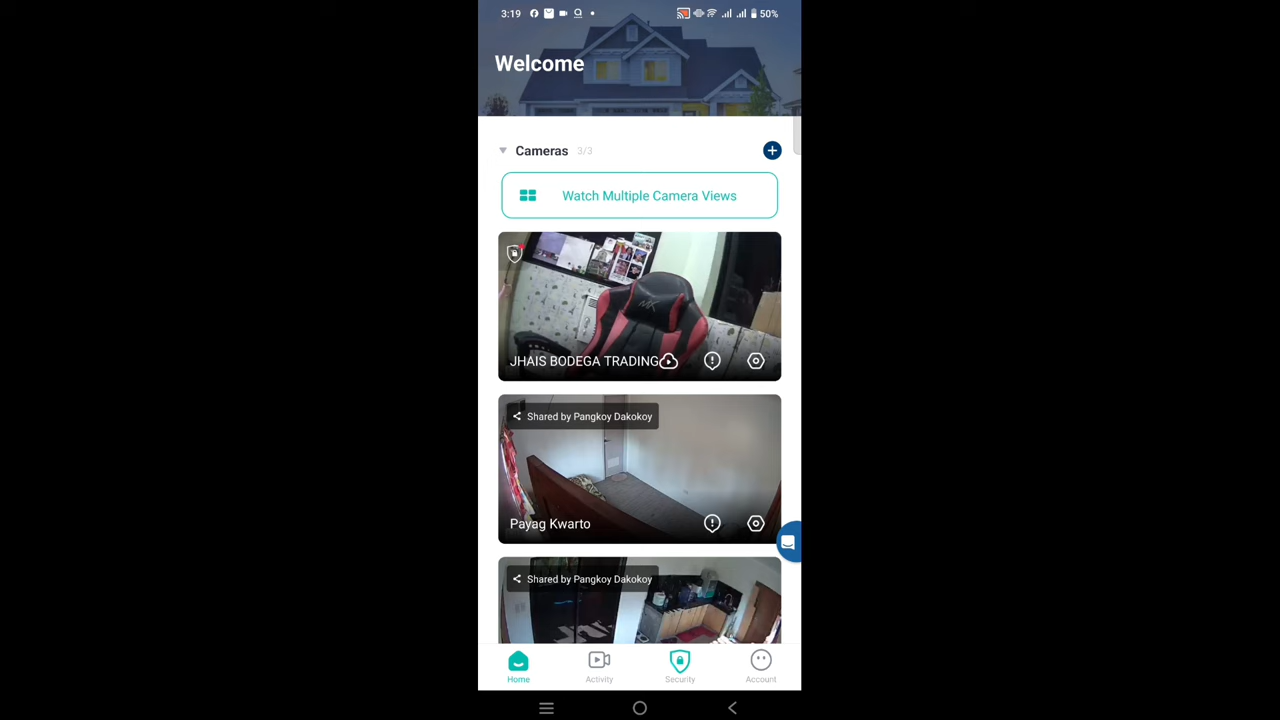 3:19
50%
Welcome
Cameras 3/3
Watch Multiple Camera Views
MK
JHAIS BODEGA TRADING
Shared by Pangkoy Dakokoy
Payag Kwarto
Shared by Pangkoy Dakokoy
Home Activity Security Account